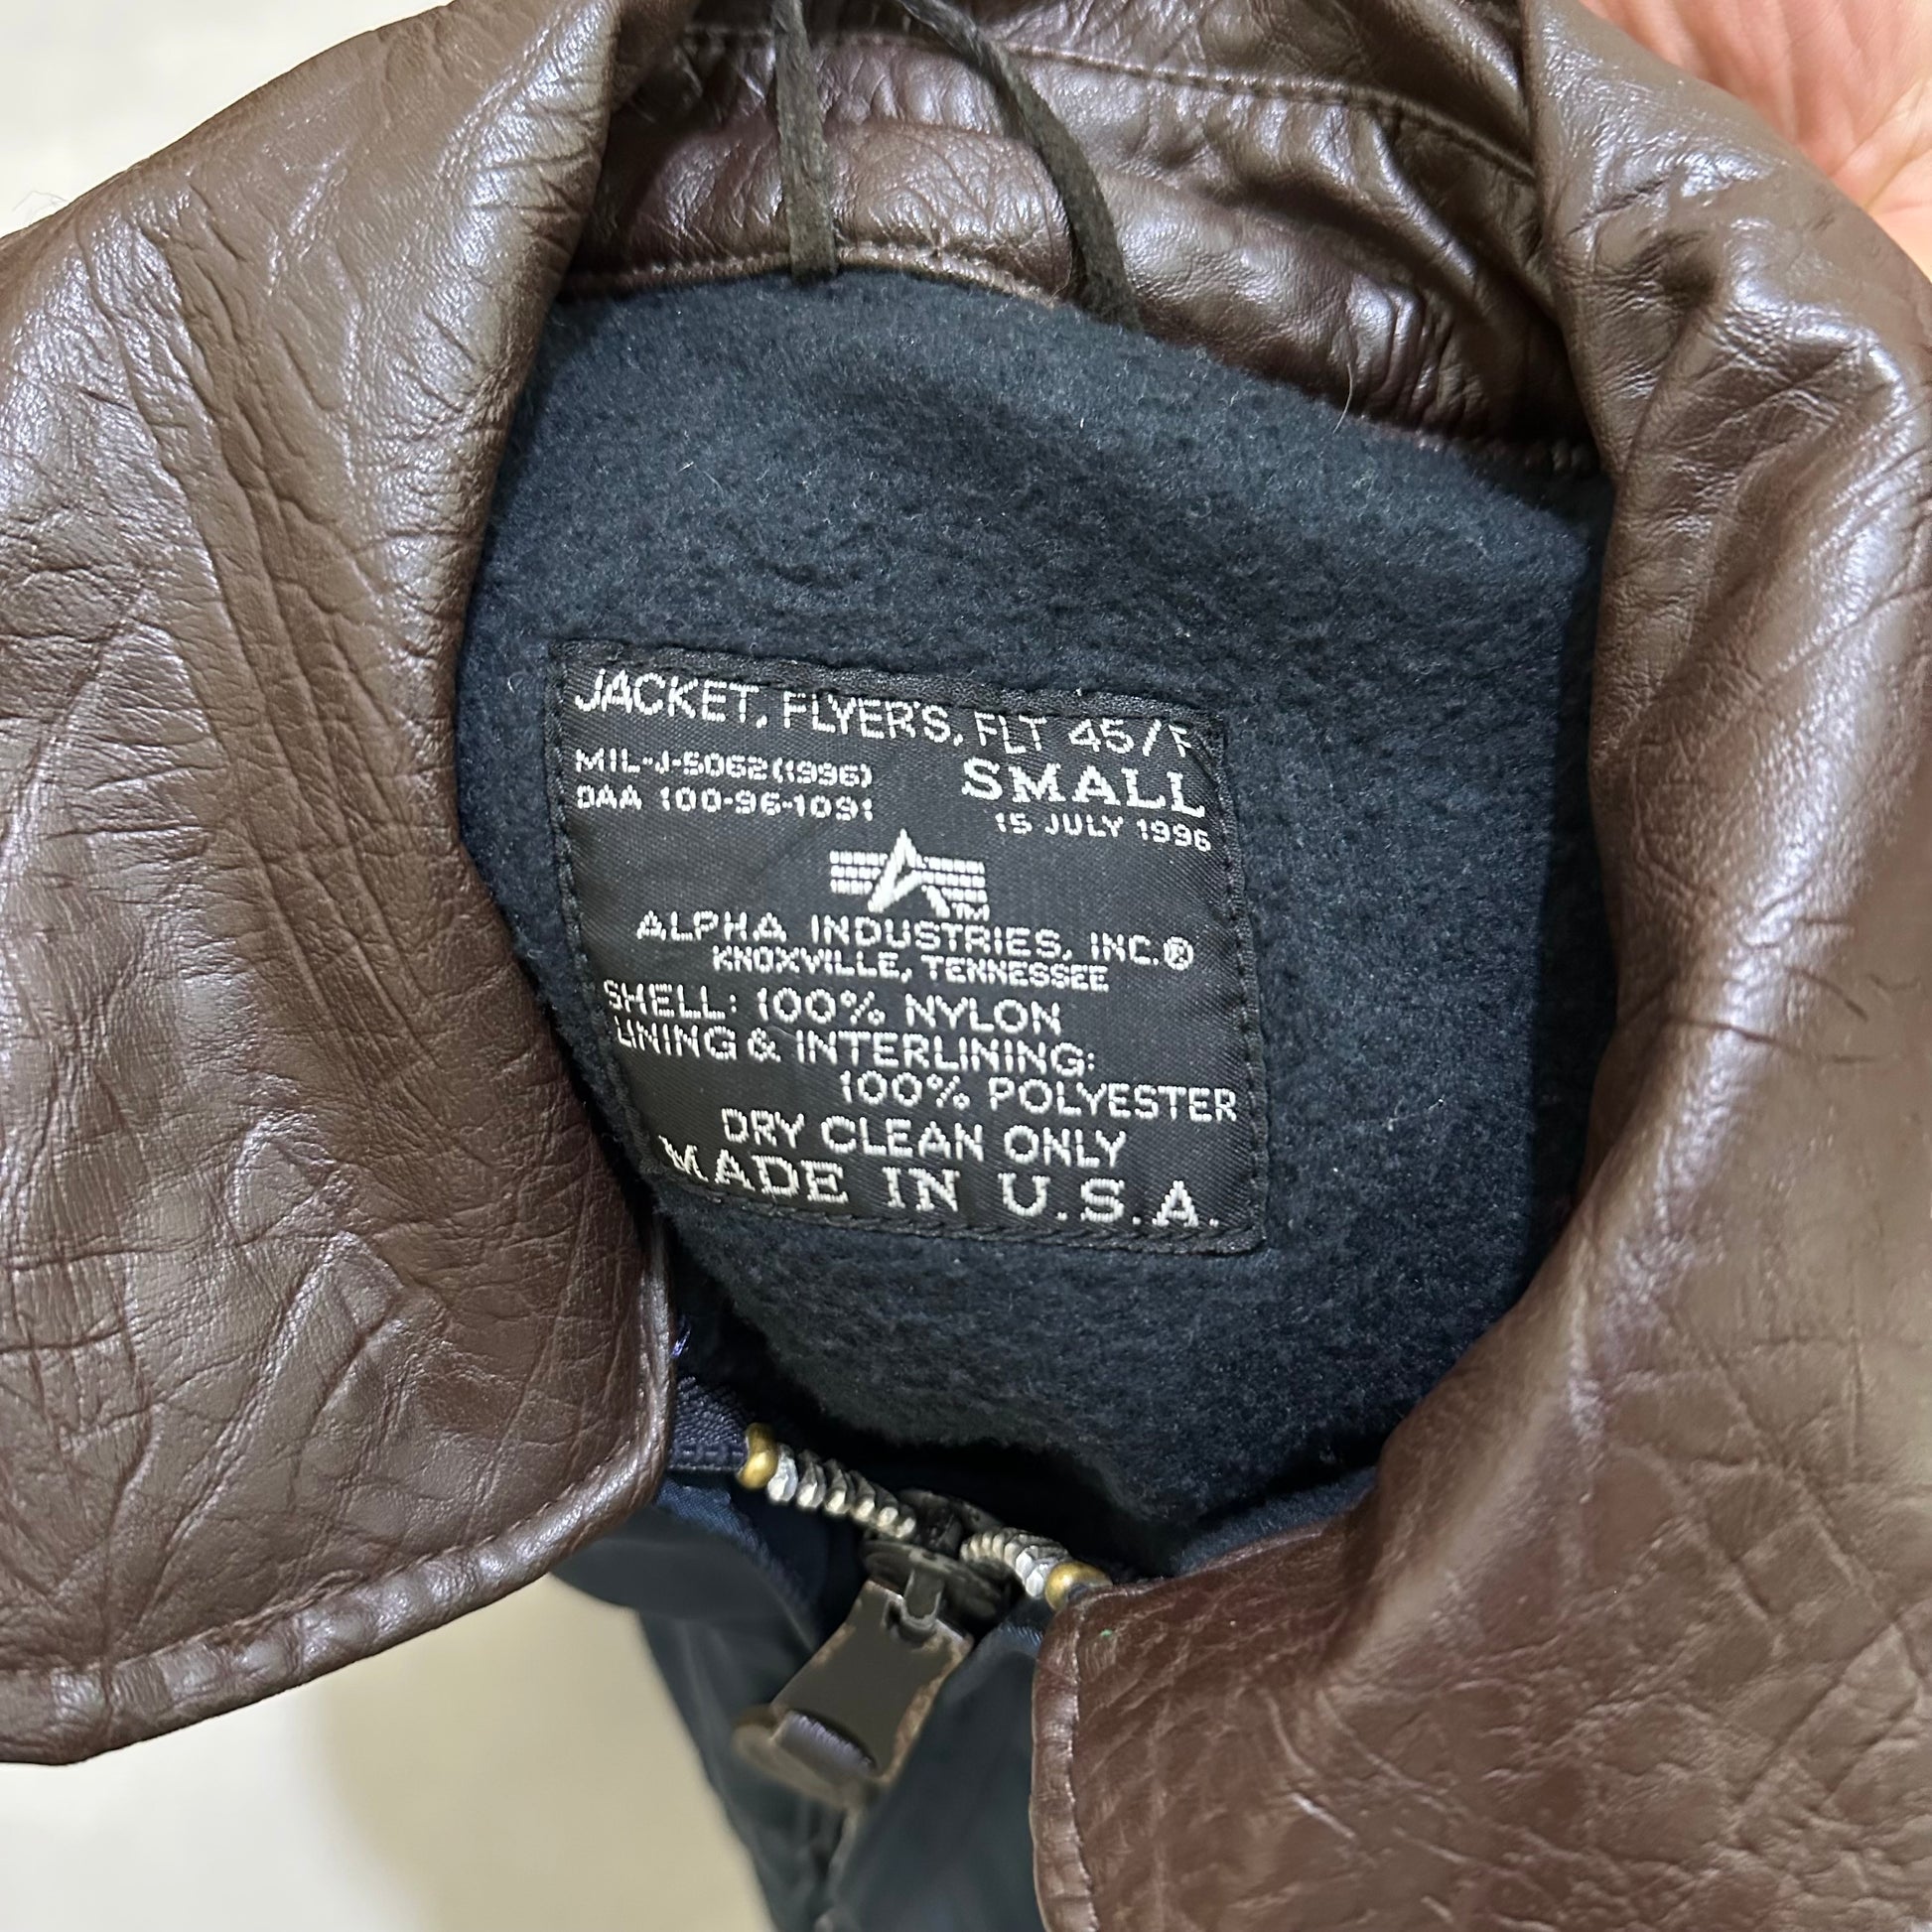 JACKET, FLYER'S, FLT 45/F
MIL-J-5062(1996)
SMALL
DAA 100-96-1091
15 JULY 1996
TM
ALPHA INDUSTRIES, INC.®
KNOXVILLE, TENNESSEE
SHELL: 100% NYLON
LINING & INTERLINING:
100% POLYESTER
DRY CLEAN ONLY
MADE IN U.S.A.